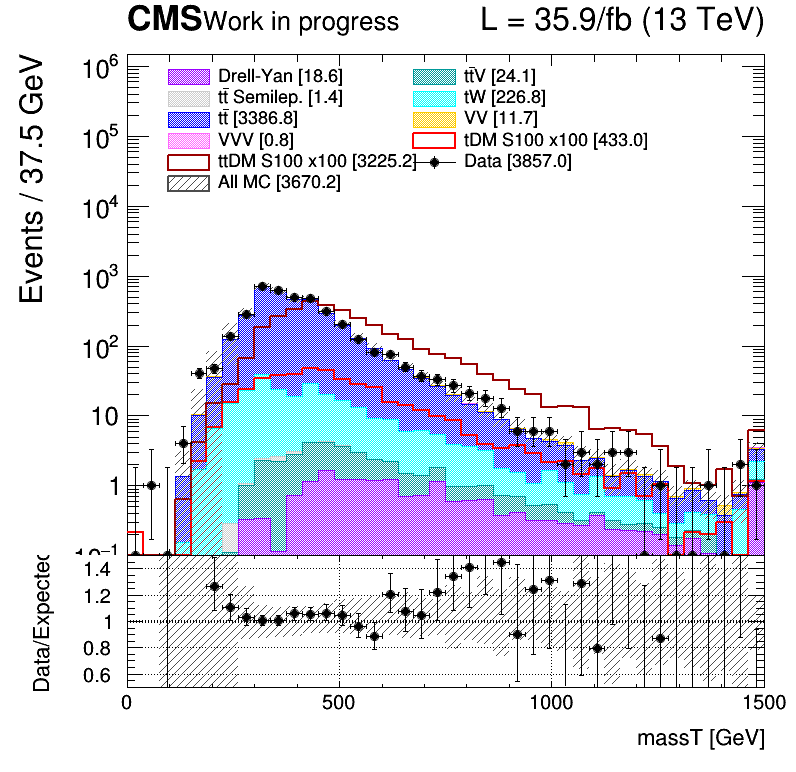 CMS Work in progress L = 35.9/fb (13 TeV)
Events / 37.5 GeV
10⁶
10⁵
10⁴
10³
10²
10
1
10⁻¹
Drell-Yan [18.6]
tt̄V [24.1]
tt̄ Semilep. [1.4]
tW [226.8]
tt̄ [3386.8]
VV [11.7]
VVV [0.8]
tDM S100 x100 [433.0]
ttDM S100 x100 [3225.2]
Data [3857.0]
All MC [3670.2]
Data/Expected
1.4
1.2
1
0.8
0.6
0 500 1000 1500
massT [GeV]